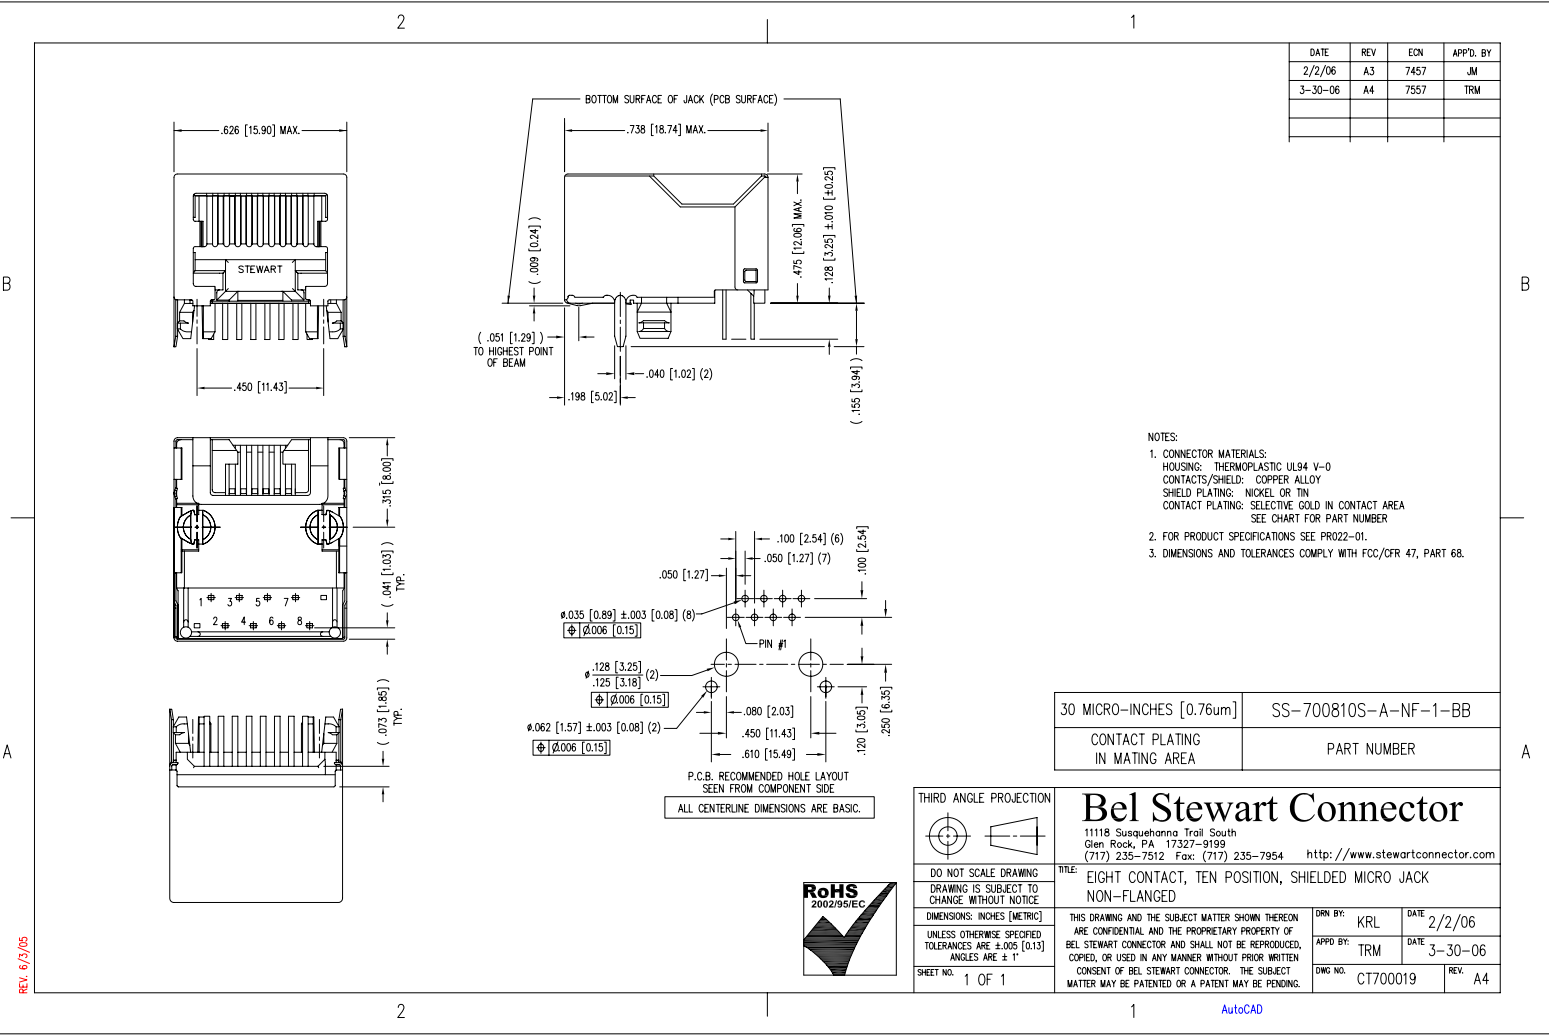 2
1
DATE REV ECN APP'D. BY
2/2/06 A3 7457 JM
3-30-06 A4 7557 TRM
BOTTOM SURFACE OF JACK (PCB SURFACE)
.626 [15.90] MAX.
.738 [18.74] MAX.
( .009 [0.24] )
.475 [12.06] MAX.
.128 [3.25] ±.010 [±0.25]
STEWART
B
B
( .051 [1.29] )
TO HIGHEST POINT
OF BEAM
.040 [1.02] (2)
.198 [5.02]
( .155 [3.94] )
.450 [11.43]
.315 [8.00]
( .041 [1.03] )
TYP.
1 3 5 7
2 4 6 8
( .073 [1.85] )
TYP.
.100 [2.54] (6)
.050 [1.27] (7)
.050 [1.27]
.100 [2.54]
ø.035 [0.89] ±.003 [0.08] (8)
⌖ Ø.006 [0.15]
PIN #1
ø .128 [3.25]
.125 [3.18] (2)
⌖ Ø.006 [0.15]
ø.062 [1.57] ±.003 [0.08] (2)
⌖ Ø.006 [0.15]
.080 [2.03]
.450 [11.43]
.610 [15.49]
.120 [3.05]
.250 [6.35]
P.C.B. RECOMMENDED HOLE LAYOUT
SEEN FROM COMPONENT SIDE
ALL CENTERLINE DIMENSIONS ARE BASIC.
NOTES:
1. CONNECTOR MATERIALS:
HOUSING: THERMOPLASTIC UL94 V-0
CONTACTS/SHIELD: COPPER ALLOY
SHIELD PLATING: NICKEL OR TIN
CONTACT PLATING: SELECTIVE GOLD IN CONTACT AREA
SEE CHART FOR PART NUMBER
2. FOR PRODUCT SPECIFICATIONS SEE PR022-01.
3. DIMENSIONS AND TOLERANCES COMPLY WITH FCC/CFR 47, PART 68.
30 MICRO-INCHES [0.76um] SS-700810S-A-NF-1-BB
CONTACT PLATING
IN MATING AREA
PART NUMBER
A
A
THIRD ANGLE PROJECTION
Bel Stewart Connector
11118 Susquehanna Trail South
Glen Rock, PA 17327-9199
(717) 235-7512 Fax: (717) 235-7954 http://www.stewartconnector.com
DO NOT SCALE DRAWING
DRAWING IS SUBJECT TO
CHANGE WITHOUT NOTICE
DIMENSIONS: INCHES [METRIC]
UNLESS OTHERWISE SPECIFIED
TOLERANCES ARE ±.005 [0.13]
ANGLES ARE ± 1°
SHEET NO. 1 OF 1
TITLE: EIGHT CONTACT, TEN POSITION, SHIELDED MICRO JACK
NON-FLANGED
THIS DRAWING AND THE SUBJECT MATTER SHOWN THEREON
ARE CONFIDENTIAL AND THE PROPRIETARY PROPERTY OF
BEL STEWART CONNECTOR AND SHALL NOT BE REPRODUCED,
COPIED, OR USED IN ANY MANNER WITHOUT PRIOR WRITTEN
CONSENT OF BEL STEWART CONNECTOR. THE SUBJECT
MATTER MAY BE PATENTED OR A PATENT MAY BE PENDING.
DRN BY: KRL DATE 2/2/06
APPD BY: TRM DATE 3-30-06
DWG NO. CT700019 REV. A4
RoHS
2002/95/EC
REV. 6/3/05
2
1
AutoCAD